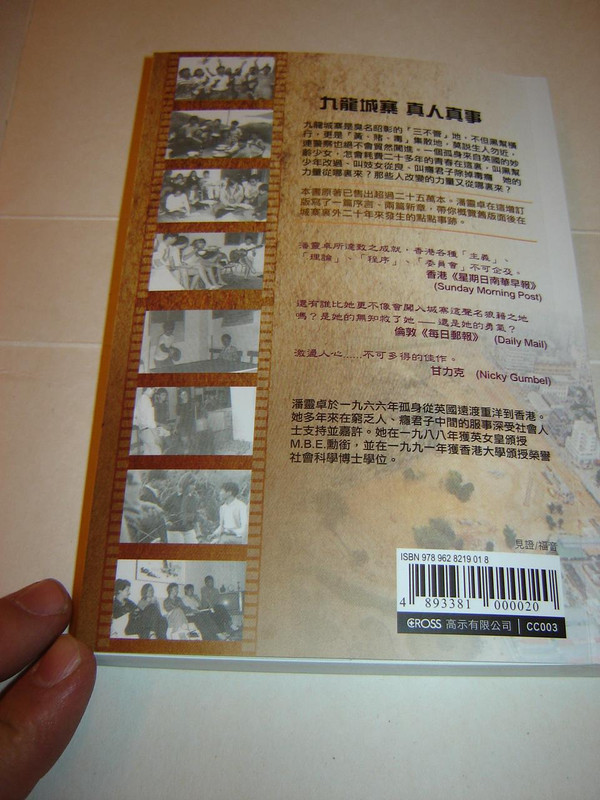 九龍城寨 真人真事
九龍城寨是臭名昭彰的「三不管」地，不但黑幫橫
行，更是「黃、賭、毒」集散地，莫說生人勿近，
連警察也絕不會貿然闖進。一個孤身來自英國的妙
齡少女，怎會耗費二十多年的青春在這裏，叫黑幫
少年改過、叫妓女從良、叫癮君子除掉毒癮？她的
力量從哪裏來？那些人改變的力量又從哪裏來？
本書原著已售出超過二十五萬本。潘靈卓在這增訂
版寫了一篇序言、兩篇新章，帶你概覽舊版面後在
城寨裏外二十年來發生的點點事跡。
潘靈卓所達致之成就，香港各種「主義」、
「理論」、「程序」、「委員會」不可企及。
香港《星期日南華早報》
(Sunday Morning Post)
還有誰比她更不像會闖入城寨這聲名狼藉之地
嗎？是她的無知救了她——還是她的勇氣？
倫敦《每日郵報》 (Daily Mail)
激盪人心.....不可多得的佳作。
甘力克 (Nicky Gumbel)
潘靈卓於一九六六年孤身從英國遠渡重洋到香港。
她多年來在窮乏人、癮君子中間的服事深受社會人
士支持並嘉許。她在一九八八年獲英女皇頒授
M.B.E.勳銜，並在一九九一年獲香港大學頒授榮譽
社會科學博士學位。
見證/福音
ISBN 978 962 8219 01 8
4 893381 000020
CROSS 高示有限公司 | CC003